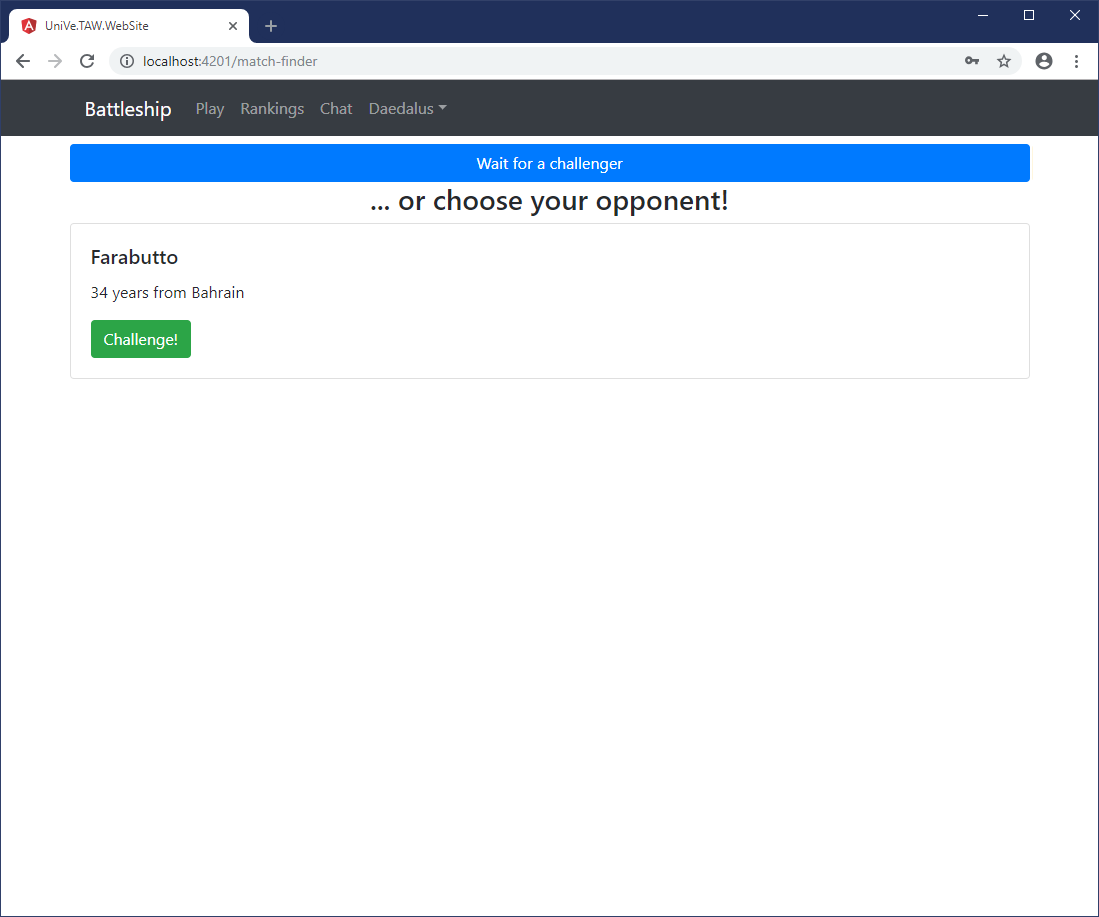 UniVe.TAW.WebSite
localhost:4201/match-finder
Battleship Play Rankings Chat Daedalus
Wait for a challenger
... or choose your opponent!
Farabutto
34 years from Bahrain
Challenge!